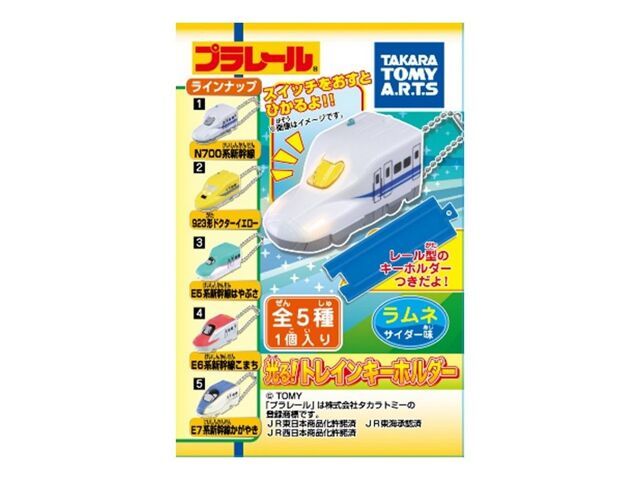 プラレール®
TAKARA
TOMY
A.R.T.S
ラインナップ
スイッチをおすと
ひかるよ!!
※画像はイメージです。
1
N700系新幹線
2
923形ドクターイエロー
3
E5系新幹線はやぶさ
4
E6系新幹線こまち
5
E7系新幹線かがやき
レール型の
キーホルダー
つきだよ!
全5種
1個入り
ラムネ
サイダー味
光る!トレインキーホルダー
© TOMY
「プラレール」は株式会社タカラトミーの
登録商標です。
JR東日本商品化許諾済 JR東海承認済
JR西日本商品化許諾済